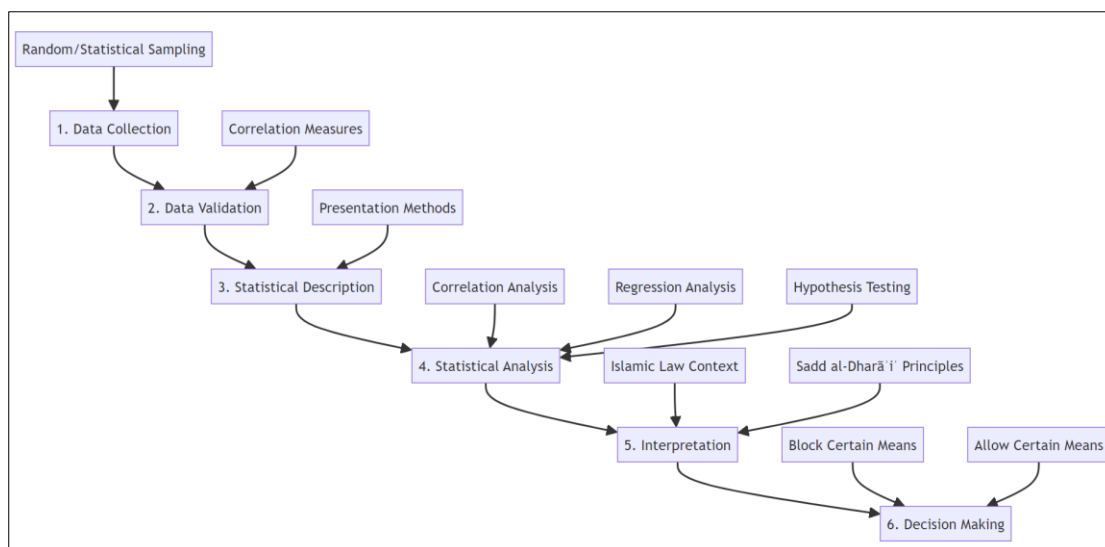 Random/Statistical Sampling
1. Data Collection
Correlation Measures
2. Data Validation
Presentation Methods
3. Statistical Description
Correlation Analysis
Regression Analysis
Hypothesis Testing
4. Statistical Analysis
Islamic Law Context
Sadd al-Dharāʾiʿ Principles
5. Interpretation
Block Certain Means
Allow Certain Means
6. Decision Making